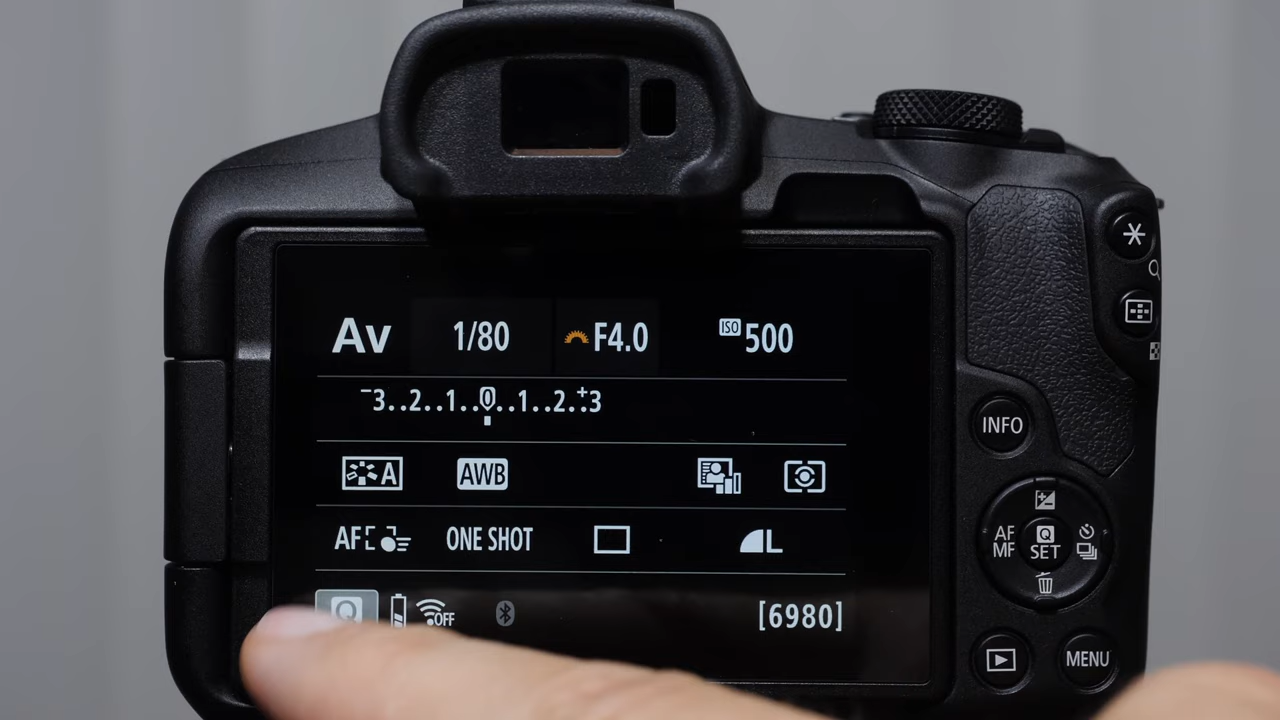 Av 1/80 F4.0 ISO 500
-3..2..1..0..1..2..+3
A AWB
AF ONE SHOT L
Q OFF [6980]
INFO
AF
MF
Q
SET
MENU